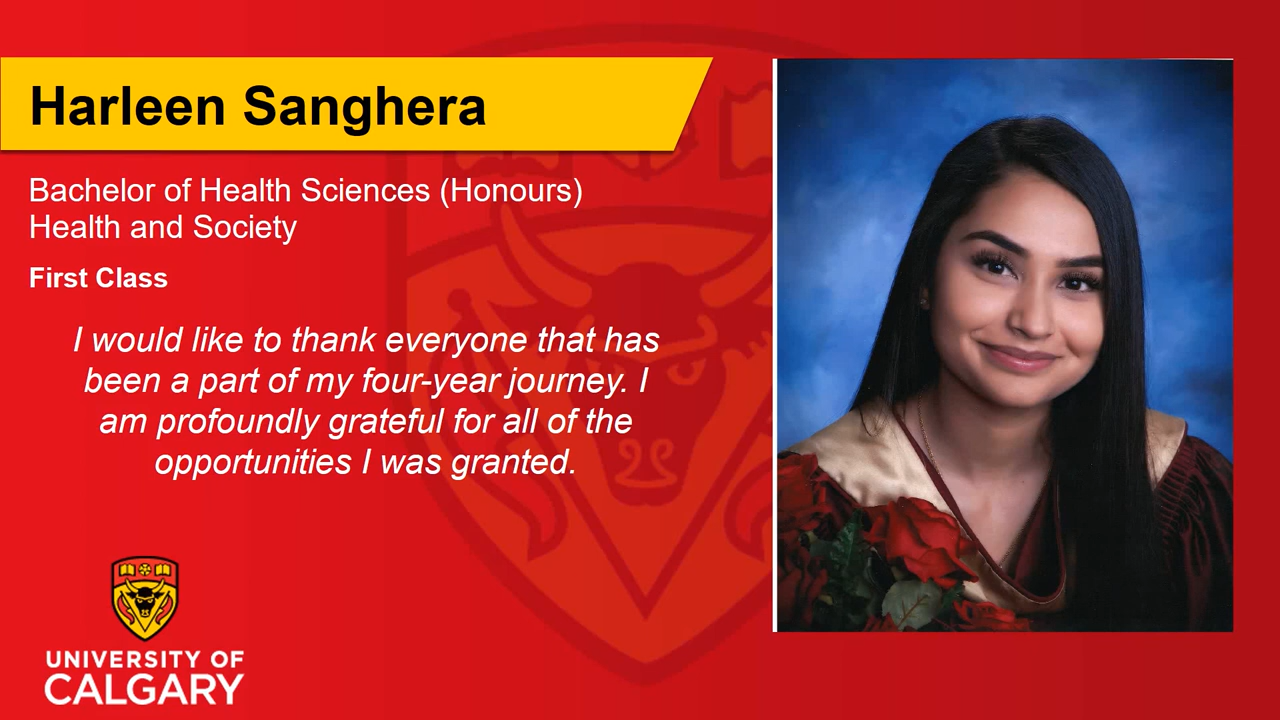 Harleen Sanghera
Bachelor of Health Sciences (Honours)
Health and Society
First Class
I would like to thank everyone that has
been a part of my four-year journey. I
am profoundly grateful for all of the
opportunities I was granted.
UNIVERSITY OF
CALGARY